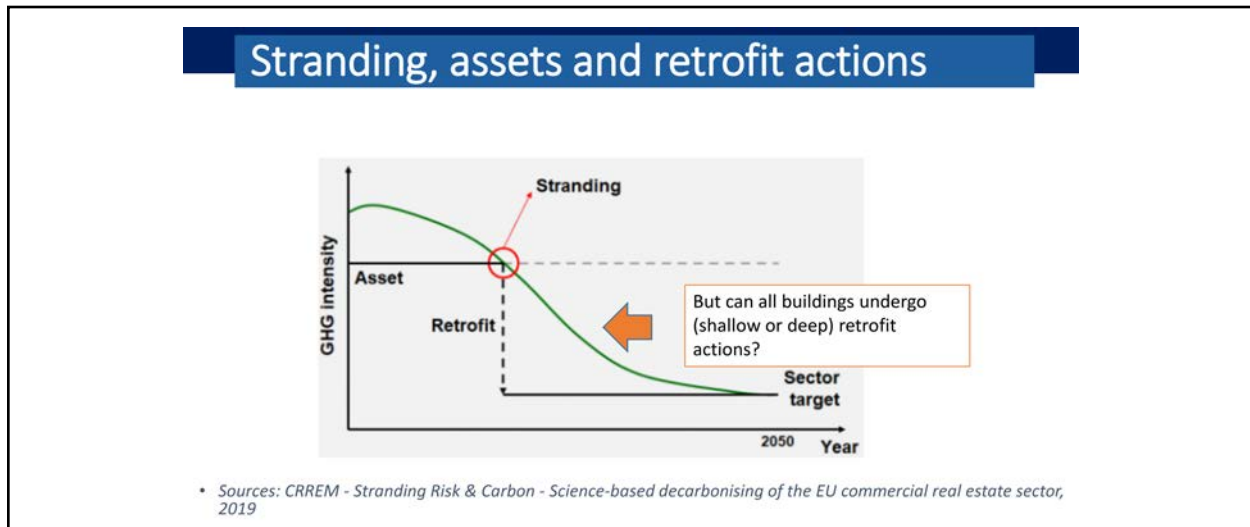 Stranding, assets and retrofit actions
Stranding
GHG intensity
Asset
Retrofit
But can all buildings undergo
(shallow or deep) retrofit
actions?
Sector
target
2050
Year
• Sources: CRREM - Stranding Risk & Carbon - Science-based decarbonising of the EU commercial real estate sector,
2019